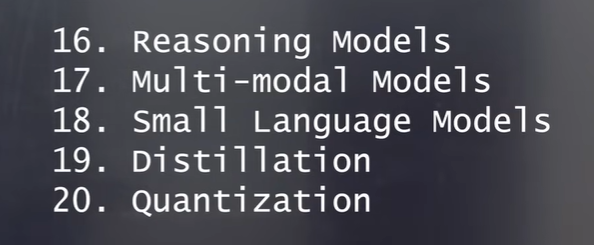 16. Reasoning Models
17. Multi-modal Models
18. Small Language Models
19. Distillation
20. Quantization